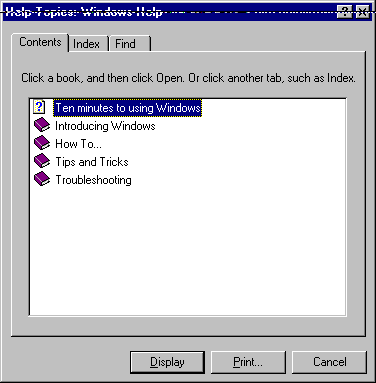 Help Topics: Windows Help
Contents Index Find
Click a book, and then click Open. Or click another tab, such as Index.
Ten minutes to using Windows
Introducing Windows
How To...
Tips and Tricks
Troubleshooting
Display Print... Cancel